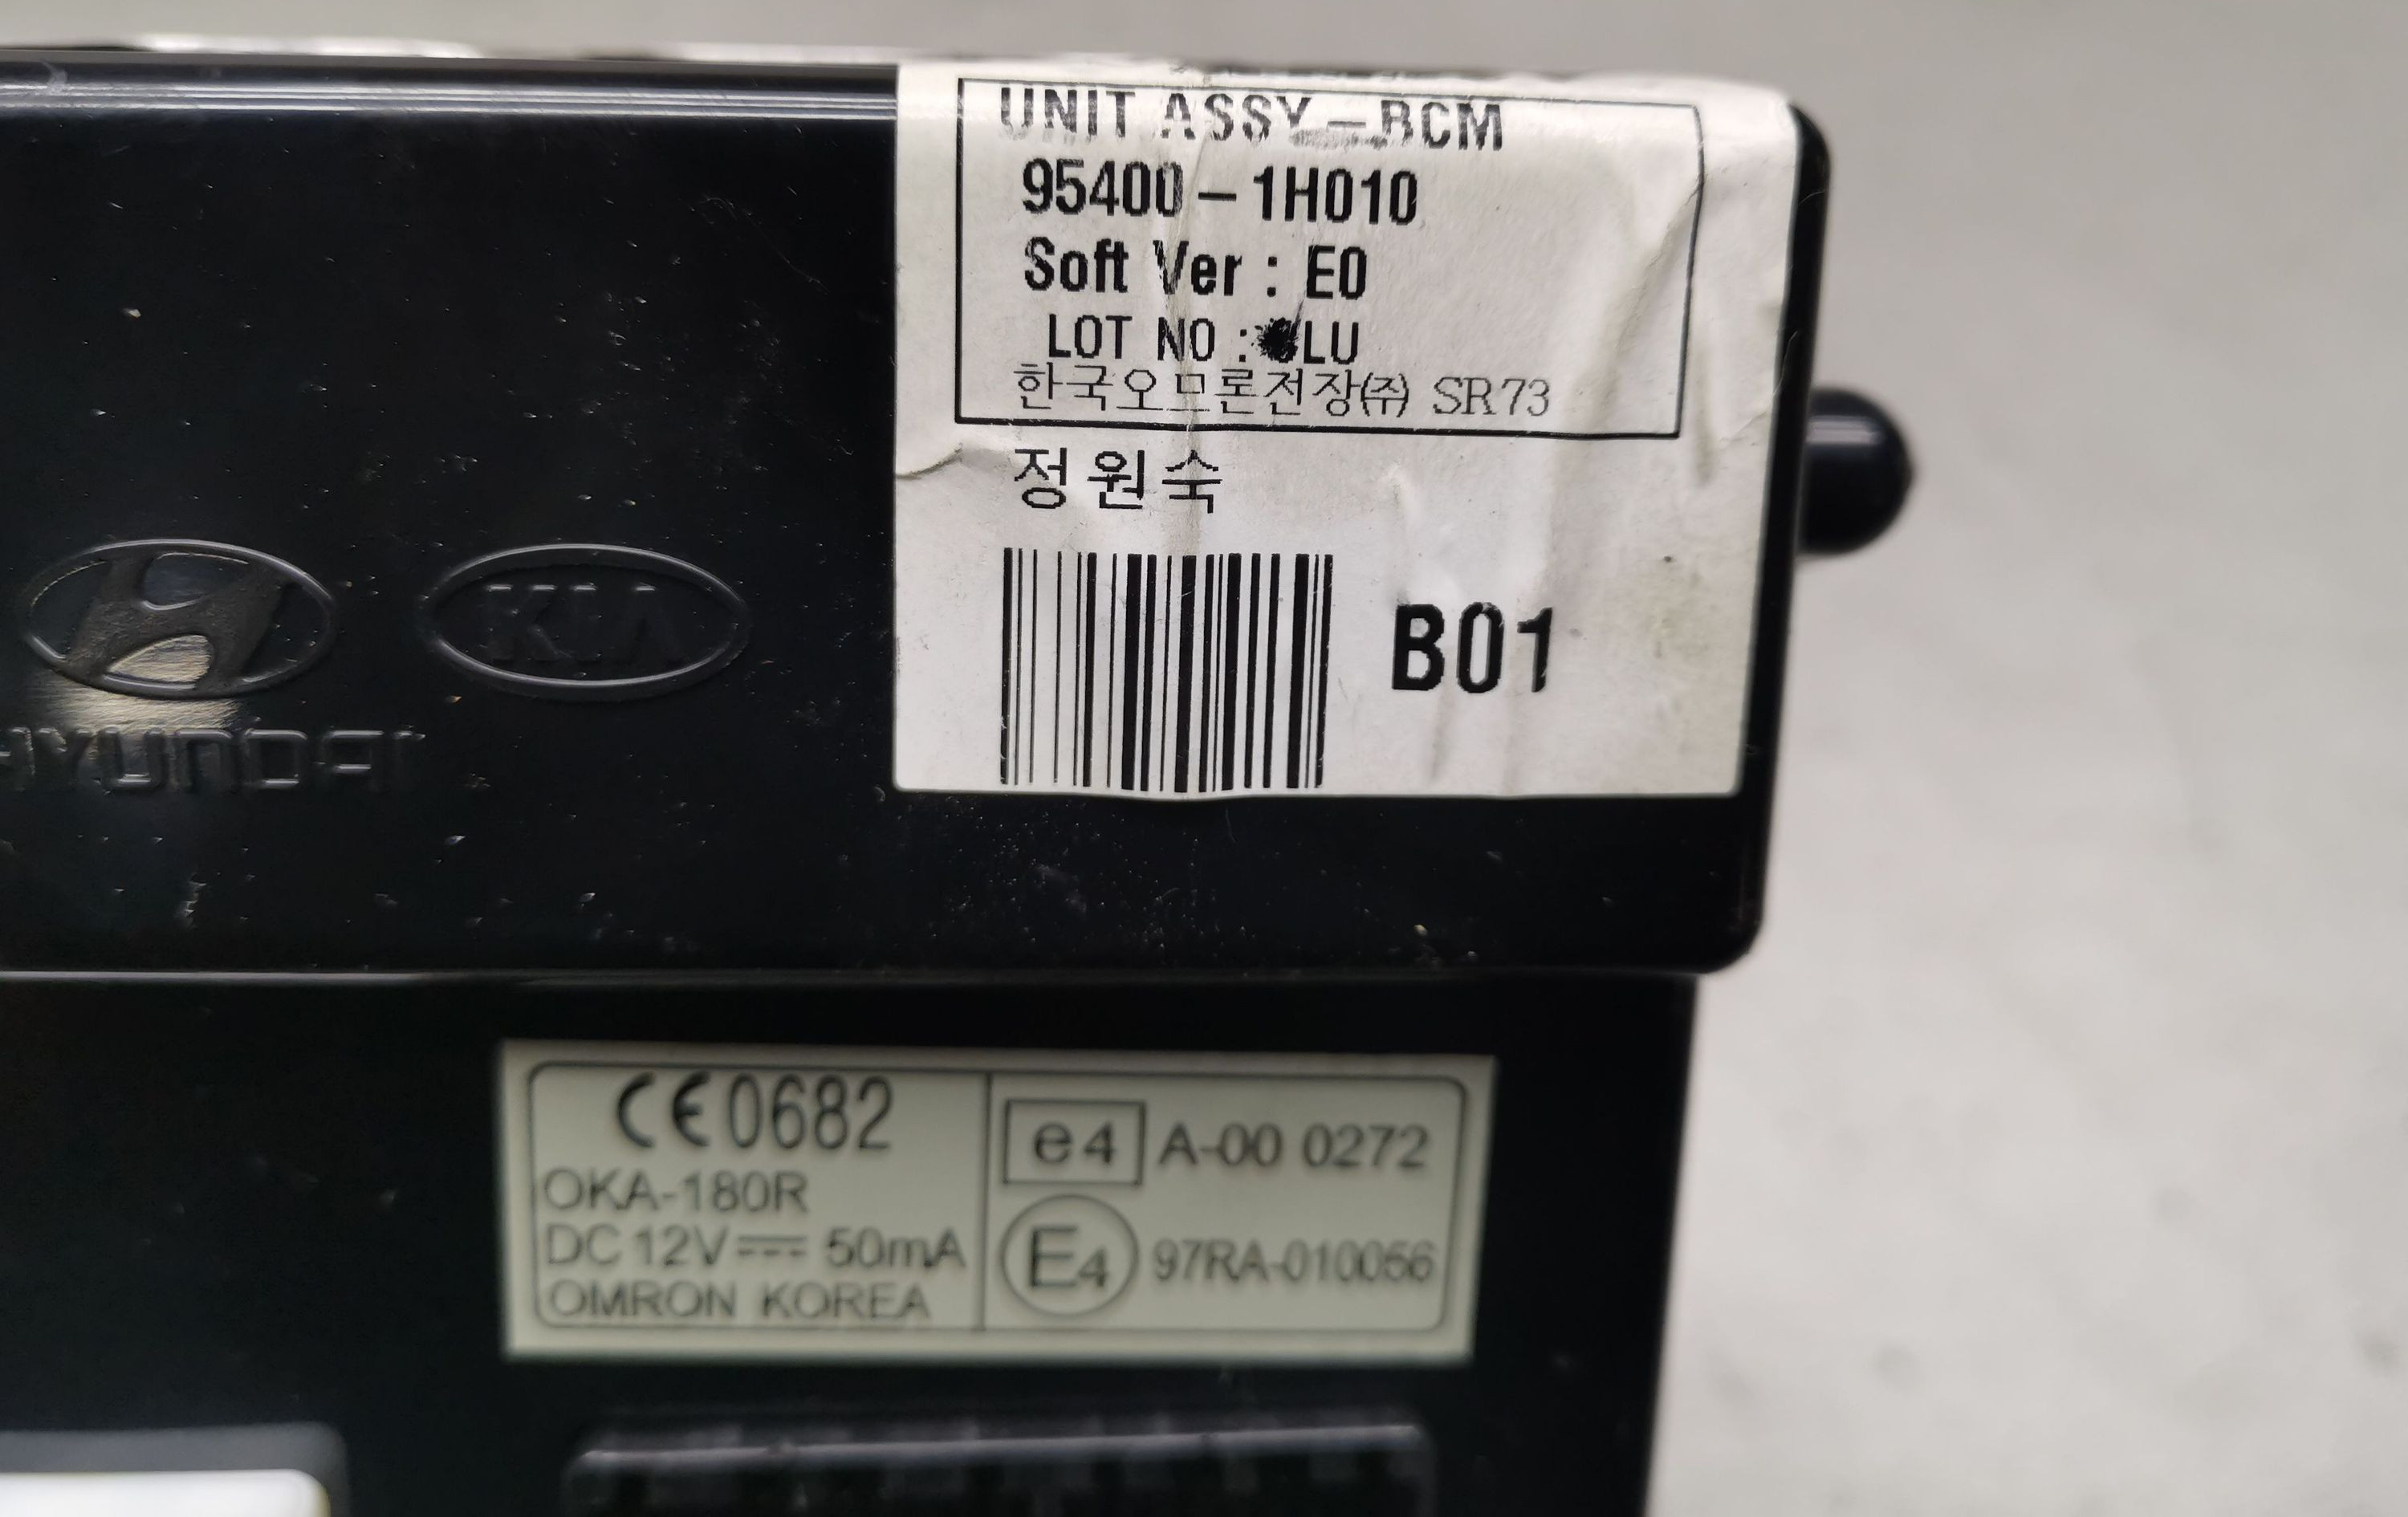 UNIT ASSY-BCM
95400-1H010
Soft Ver : E0
LOT NO : LU
한국오므론전장㈜ SR73
정원숙
B01
KIA
HYUNDAI
CE0682
OKA-180R
DC12V 50mA
OMRON KOREA
e4 A-00 0272
E4 97RA-010056